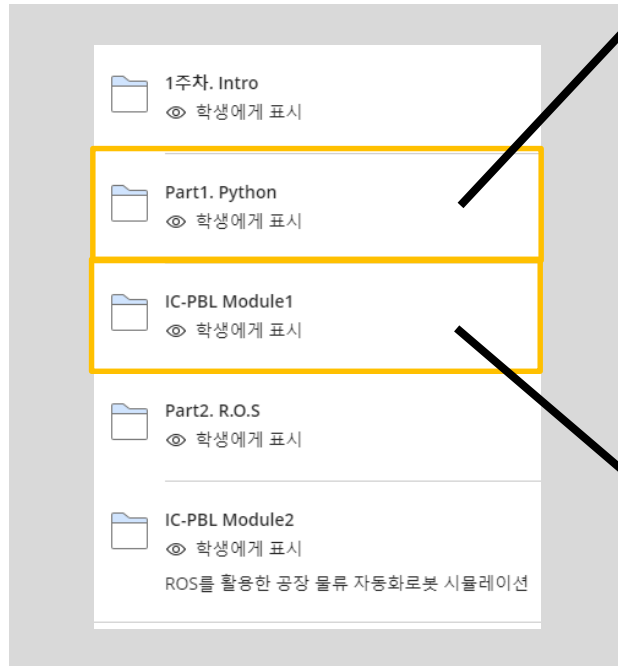 1주차. Intro
학생에게 표시
Part1. Python
학생에게 표시
IC-PBL Module1
학생에게 표시
Part2. R.O.S
학생에게 표시
IC-PBL Module2
학생에게 표시
ROS를 활용한 공장 물류 자동화로봇 시뮬레이션